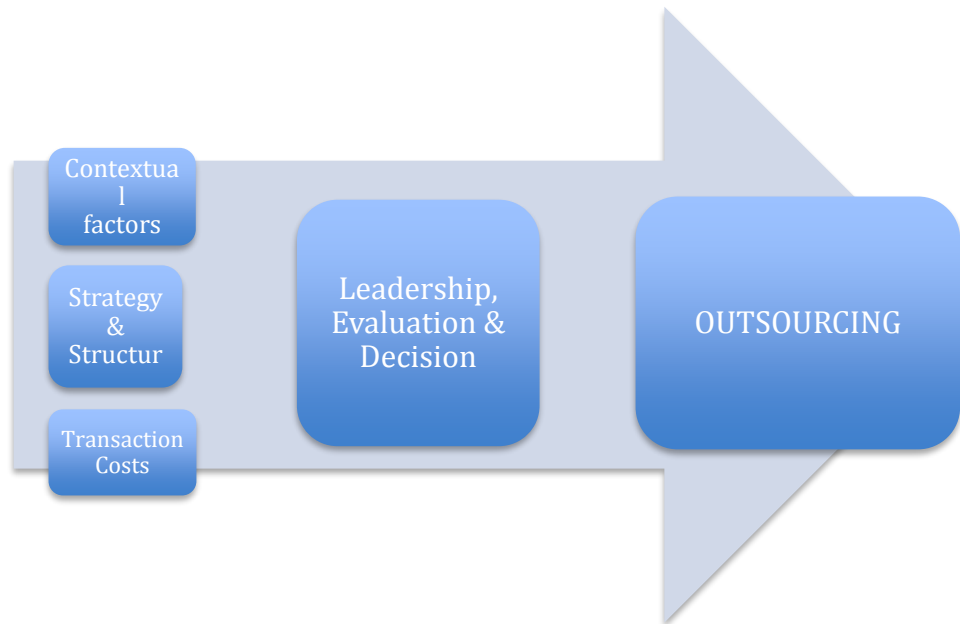 Contextua
l
factors
Strategy
&
Structur
Transaction
Costs
Leadership,
Evaluation &
Decision
OUTSOURCING